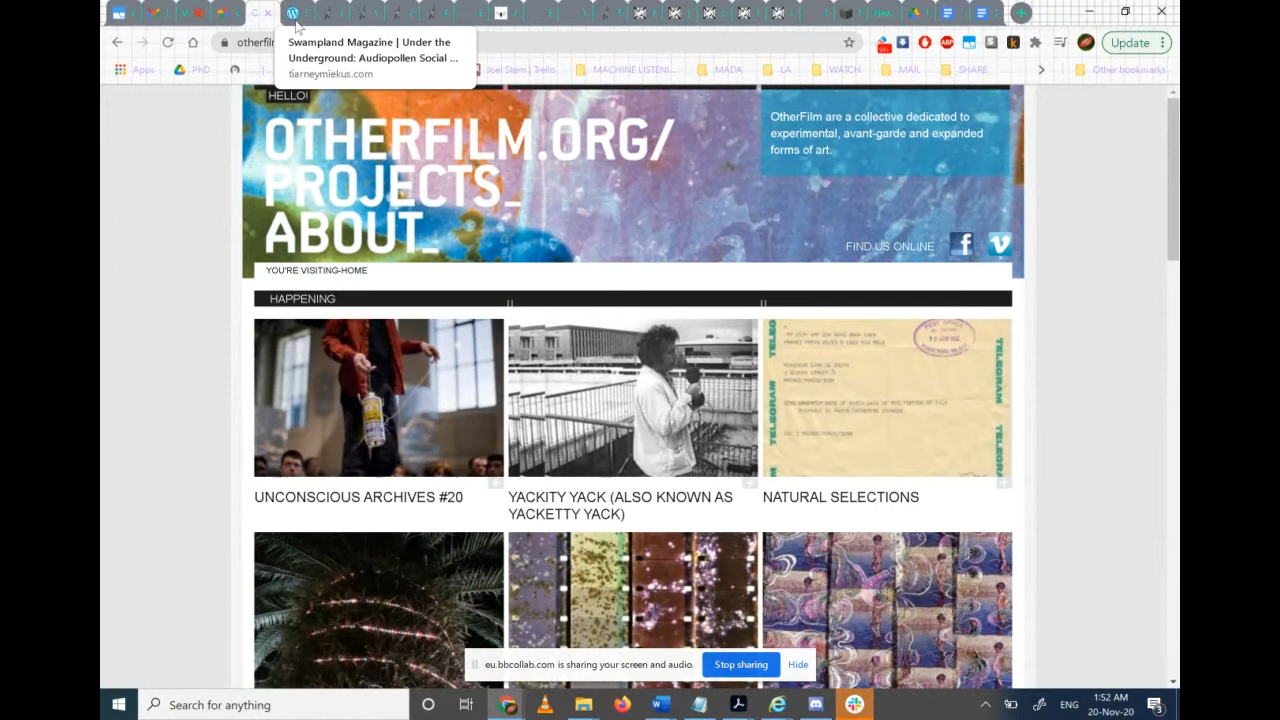 Update
otherfil
Swampland Magazine | Under the
Underground: Audiopollen Social ...
tiarneymiekus.com
Apps
PhD
Joel Stern | Trello
MACHINE LISTENI...
MADA
LA
WATCH
MAIL
SHARE
Other bookmarks
HELLO!
OTHERFILM.ORG/
PROJECTS_
ABOUT_
OtherFilm are a collective dedicated to
experimental, avant-garde and expanded
forms of art.
FIND US ONLINE
YOU'RE VISITING-HOME
HAPPENING
TELEGRAM
UNCONSCIOUS ARCHIVES #20
YACKITY YACK (ALSO KNOWN AS
YACKETTY YACK)
NATURAL SELECTIONS
eu.bbcollab.com is sharing your screen and audio.
Stop sharing
Hide
Search for anything
ENG
1:52 AM
20-Nov-20
3